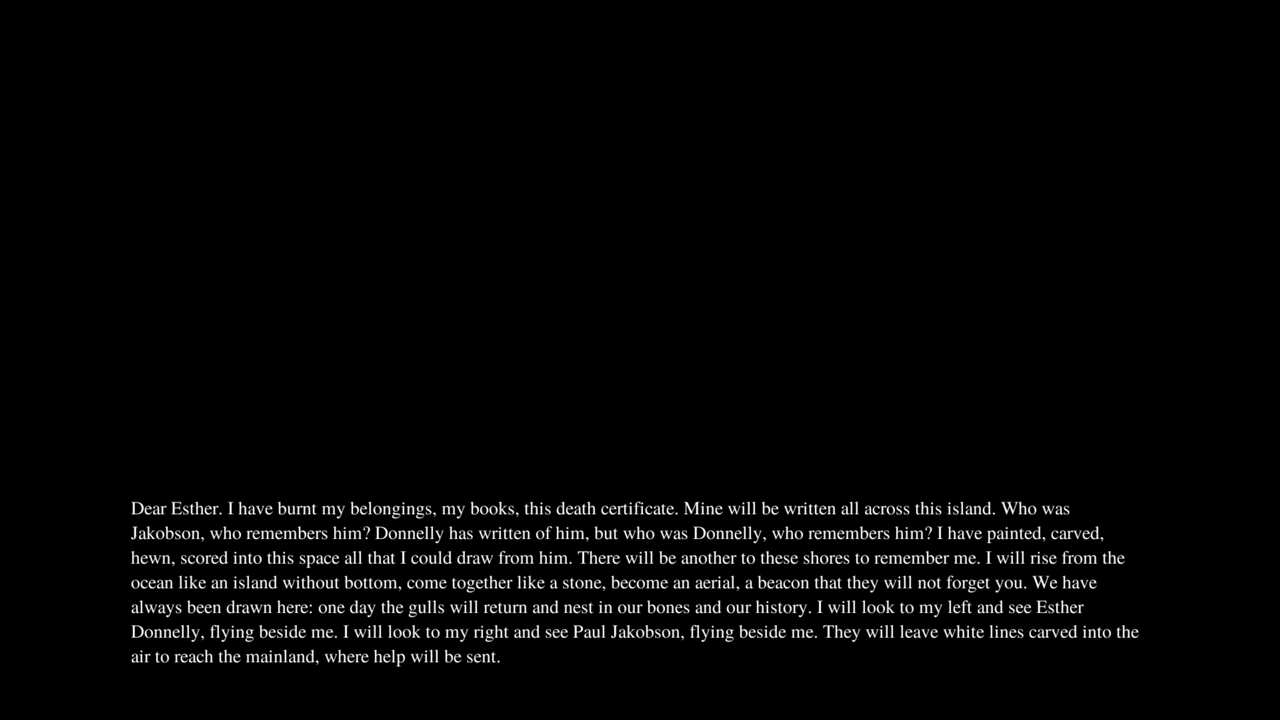 Dear Esther. I have burnt my belongings, my books, this death certificate. Mine will be written all across this island. Who was
Jakobson, who remembers him? Donnelly has written of him, but who was Donnelly, who remembers him? I have painted, carved,
hewn, scored into this space all that I could draw from him. There will be another to these shores to remember me. I will rise from the
ocean like an island without bottom, come together like a stone, become an aerial, a beacon that they will not forget you. We have
always been drawn here: one day the gulls will return and nest in our bones and our history. I will look to my left and see Esther
Donnelly, flying beside me. I will look to my right and see Paul Jakobson, flying beside me. They will leave white lines carved into the
air to reach the mainland, where help will be sent.